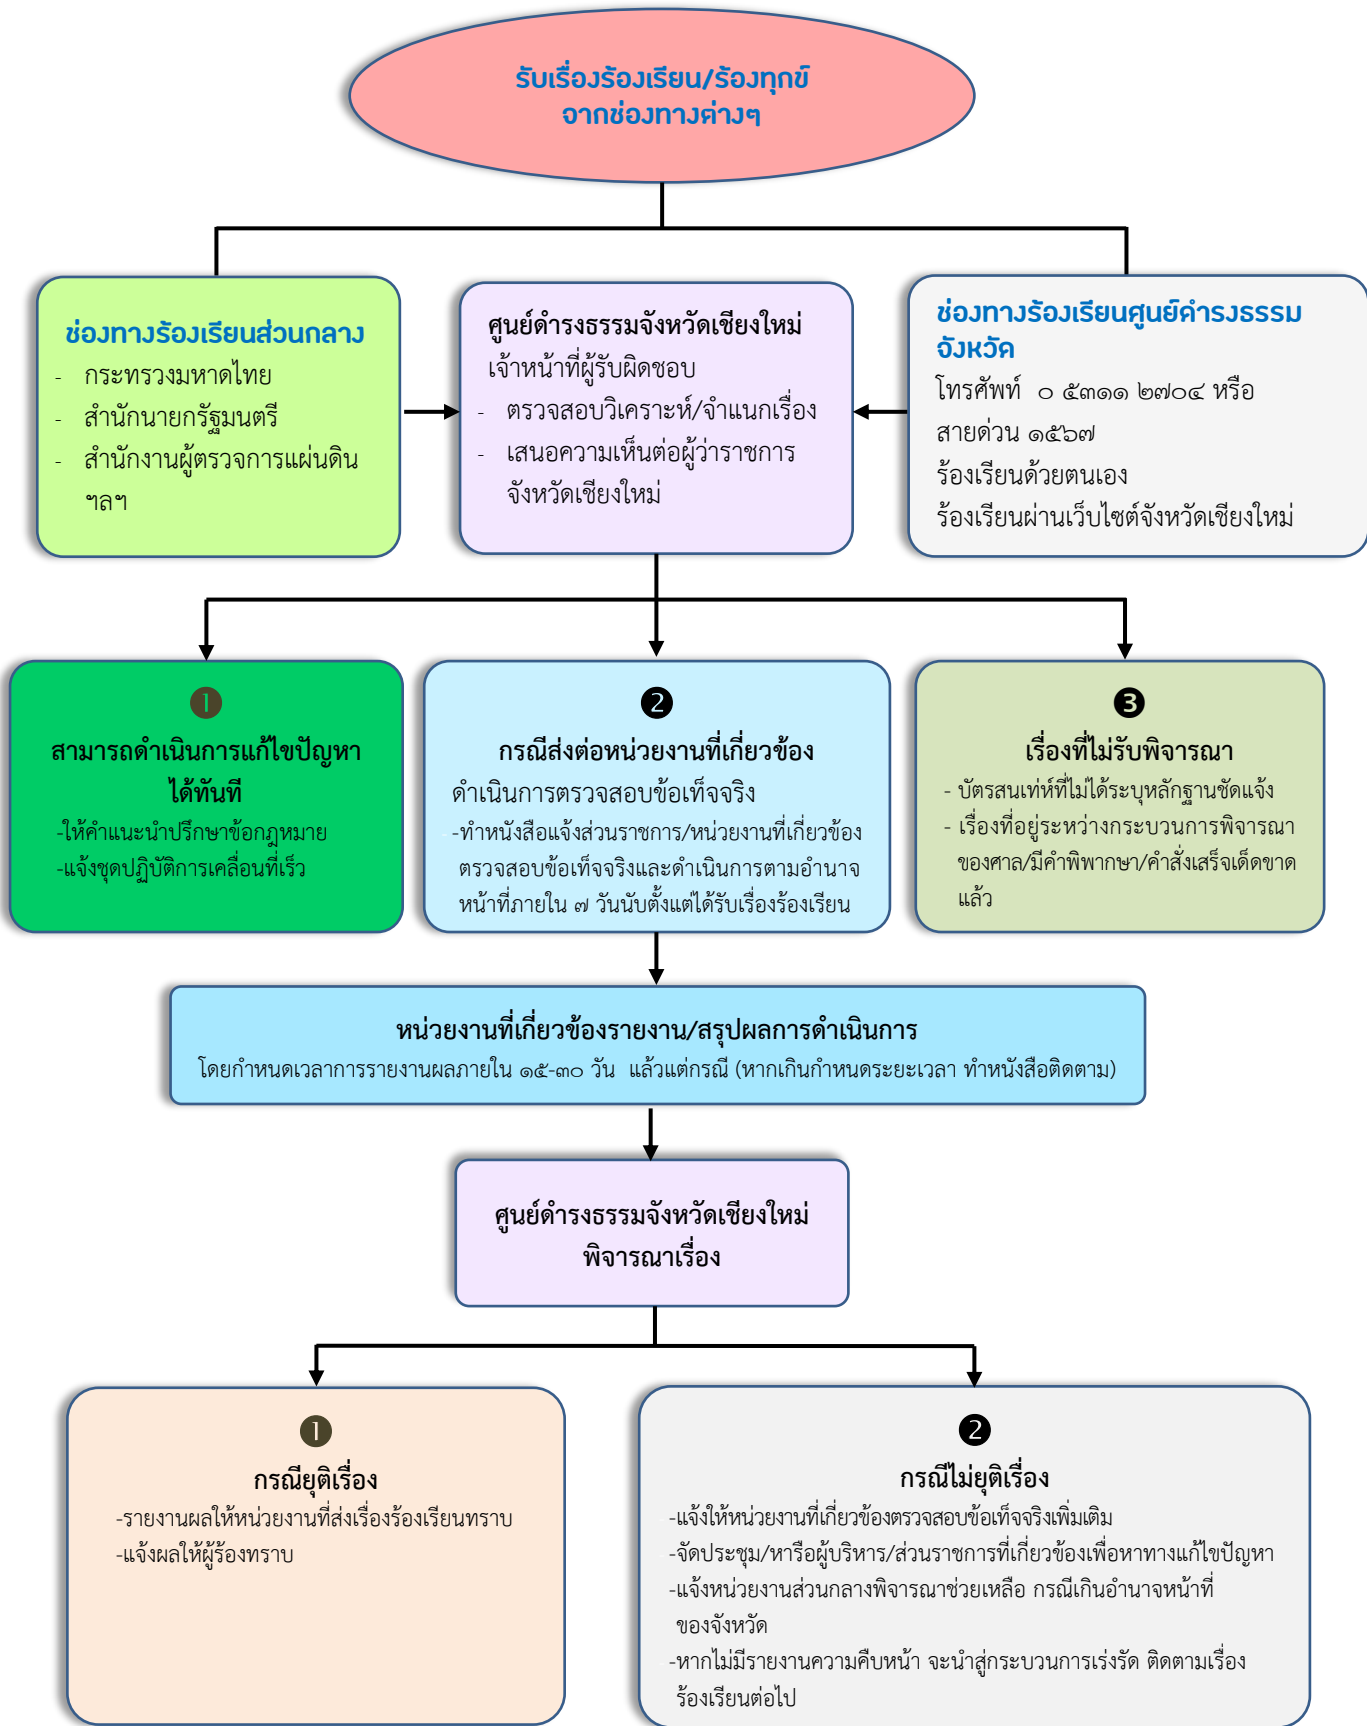 รับเรื่องร้องเรียน/ร้องทุกข์
จากช่องทางต่างๆ
ช่องทางร้องเรียนส่วนกลาง
- กระทรวงมหาดไทย
- สำนักนายกรัฐมนตรี
- สำนักงานผู้ตรวจการแผ่นดิน
ฯลฯ
ศูนย์ดำรงธรรมจังหวัดเชียงใหม่
เจ้าหน้าที่ผู้รับผิดชอบ
- ตรวจสอบวิเคราะห์/จำแนกเรื่อง
- เสนอความเห็นต่อผู้ว่าราชการ
จังหวัดเชียงใหม่
ช่องทางร้องเรียนศูนย์ดำรงธรรม
จังหวัด
โทรศัพท์ ๐ ๕๓๑๑ ๒๗๐๔ หรือ
สายด่วน ๑๕๖๗
ร้องเรียนด้วยตนเอง
ร้องเรียนผ่านเว็บไซต์จังหวัดเชียงใหม่
❶
สามารถดำเนินการแก้ไขปัญหา
ได้ทันที
-ให้คำแนะนำปรึกษาข้อกฎหมาย
-แจ้งชุดปฏิบัติการเคลื่อนที่เร็ว
❷
กรณีส่งต่อหน่วยงานที่เกี่ยวข้อง
ดำเนินการตรวจสอบข้อเท็จจริง
-ทำหนังสือแจ้งส่วนราชการ/หน่วยงานที่เกี่ยวข้อง
ตรวจสอบข้อเท็จจริงและดำเนินการตามอำนาจ
หน้าที่ภายใน ๗ วันนับตั้งแต่ได้รับเรื่องร้องเรียน
❸
เรื่องที่ไม่รับพิจารณา
- บัตรสนเท่ห์ที่ไม่ได้ระบุหลักฐานชัดแจ้ง
- เรื่องที่อยู่ระหว่างกระบวนการพิจารณา
ของศาล/มีคำพิพากษา/คำสั่งเสร็จเด็ดขาด
แล้ว
หน่วยงานที่เกี่ยวข้องรายงาน/สรุปผลการดำเนินการ
โดยกำหนดเวลาการรายงานผลภายใน ๑๕-๓๐ วัน แล้วแต่กรณี (หากเกินกำหนดระยะเวลา ทำหนังสือติดตาม)
ศูนย์ดำรงธรรมจังหวัดเชียงใหม่
พิจารณาเรื่อง
❶
กรณียุติเรื่อง
-รายงานผลให้หน่วยงานที่ส่งเรื่องร้องเรียนทราบ
-แจ้งผลให้ผู้ร้องทราบ
❷
กรณีไม่ยุติเรื่อง
-แจ้งให้หน่วยงานที่เกี่ยวข้องตรวจสอบข้อเท็จจริงเพิ่มเติม
-จัดประชุม/หารือผู้บริหาร/ส่วนราชการที่เกี่ยวข้องเพื่อหาทางแก้ไขปัญหา
-แจ้งหน่วยงานส่วนกลางพิจารณาช่วยเหลือ กรณีเกินอำนาจหน้าที่
ของจังหวัด
-หากไม่มีรายงานความคืบหน้า จะนำสู่กระบวนการเร่งรัด ติดตามเรื่อง
ร้องเรียนต่อไป